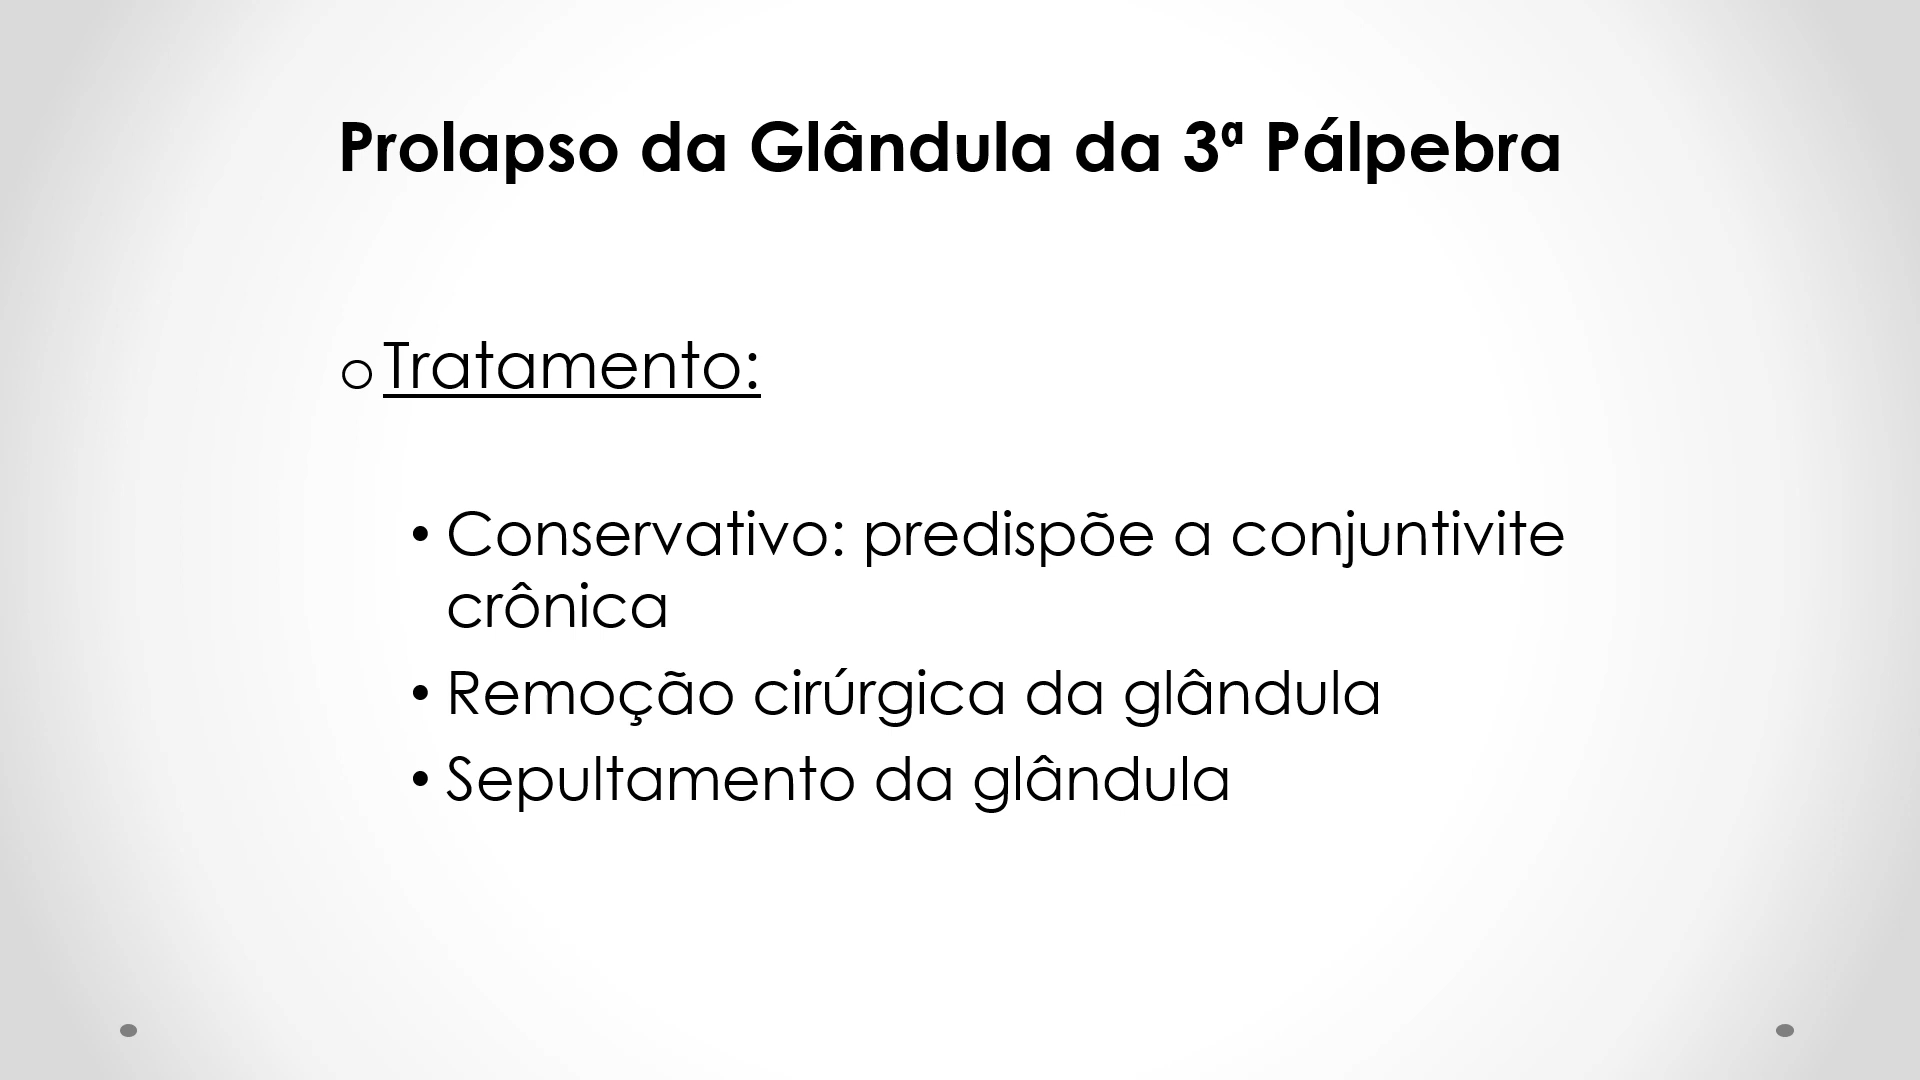 Prolapso da Glândula da 3ª Pálpebra
o Tratamento:
• Conservativo: predispõe a conjuntivite
crônica
• Remoção cirúrgica da glândula
• Sepultamento da glândula